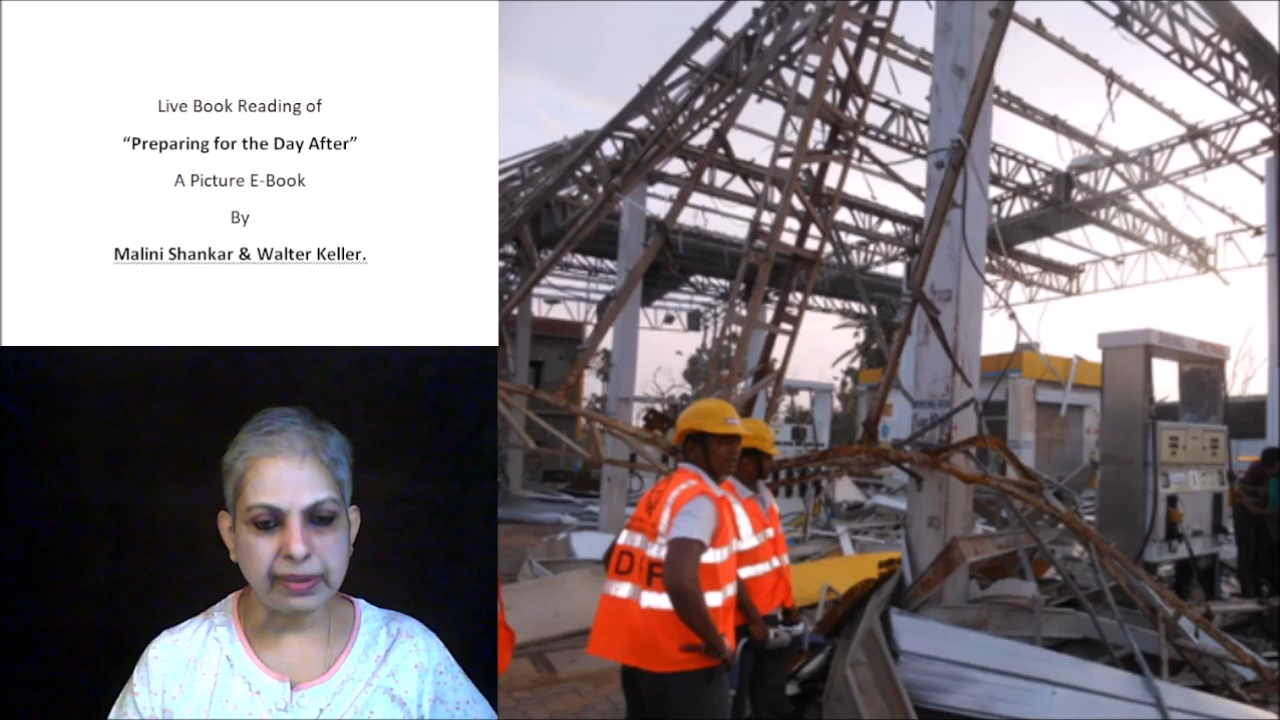 Live Book Reading of
“Preparing for the Day After”
A Picture E-Book
By
Malini Shankar & Walter Keller.